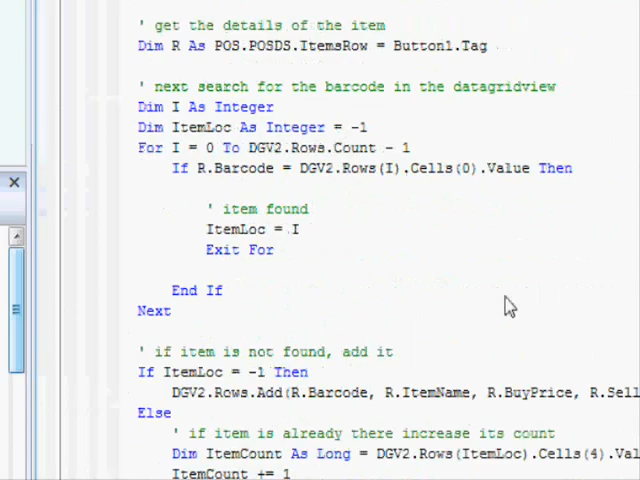 ' get the details of the item
Dim R As POS.POSDS.ItemsRow = Button1.Tag
' next search for the barcode in the datagridview
Dim I As Integer
Dim ItemLoc As Integer = -1
For I = 0 To DGV2.Rows.Count - 1
If R.Barcode = DGV2.Rows(I).Cells(0).Value Then
' item found
ItemLoc = I
Exit For
End If
Next
' if item is not found, add it
If ItemLoc = -1 Then
DGV2.Rows.Add(R.Barcode, R.ItemName, R.BuyPrice, R.Sell
Else
' if item is already there increase its count
Dim ItemCount As Long = DGV2.Rows(ItemLoc).Cells(4).Val
ItemCount += 1